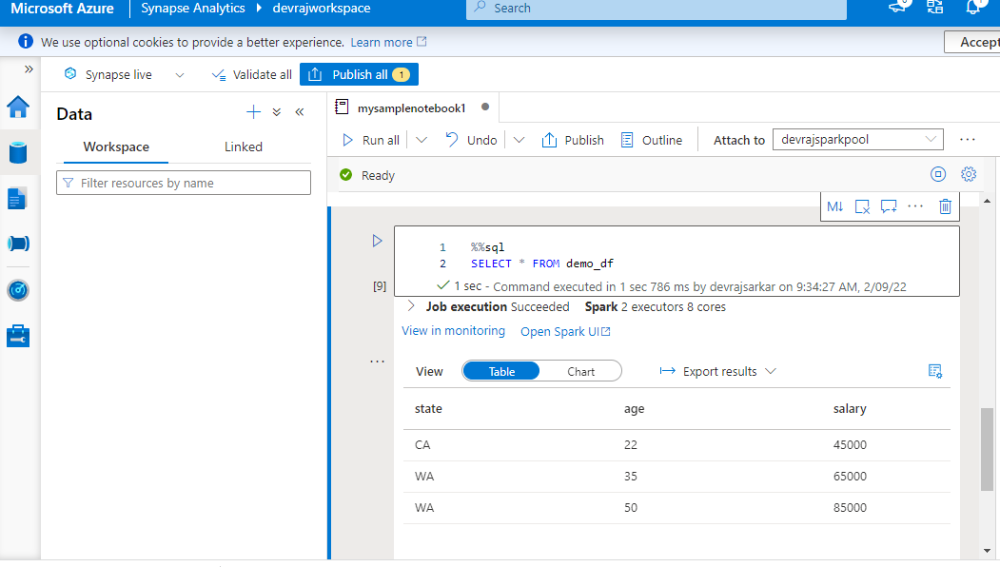 Microsoft Azure Synapse Analytics devrajworkspace Search
We use optional cookies to provide a better experience. Learn more Accept
Synapse live Validate all Publish all 1
Data
Workspace Linked
Filter resources by name
mysamplenotebook1
Run all Undo Publish Outline Attach to devrajsparkpool ...
Ready
M↓ ...
1 %%sql
2 SELECT * FROM demo_df
[9] 1 sec - Command executed in 1 sec 786 ms by devrajsarkar on 9:34:27 AM, 2/09/22
Job execution Succeeded Spark 2 executors 8 cores
View in monitoring Open Spark UI
...
View Table Chart Export results
state age salary
CA 22 45000
WA 35 65000
WA 50 85000